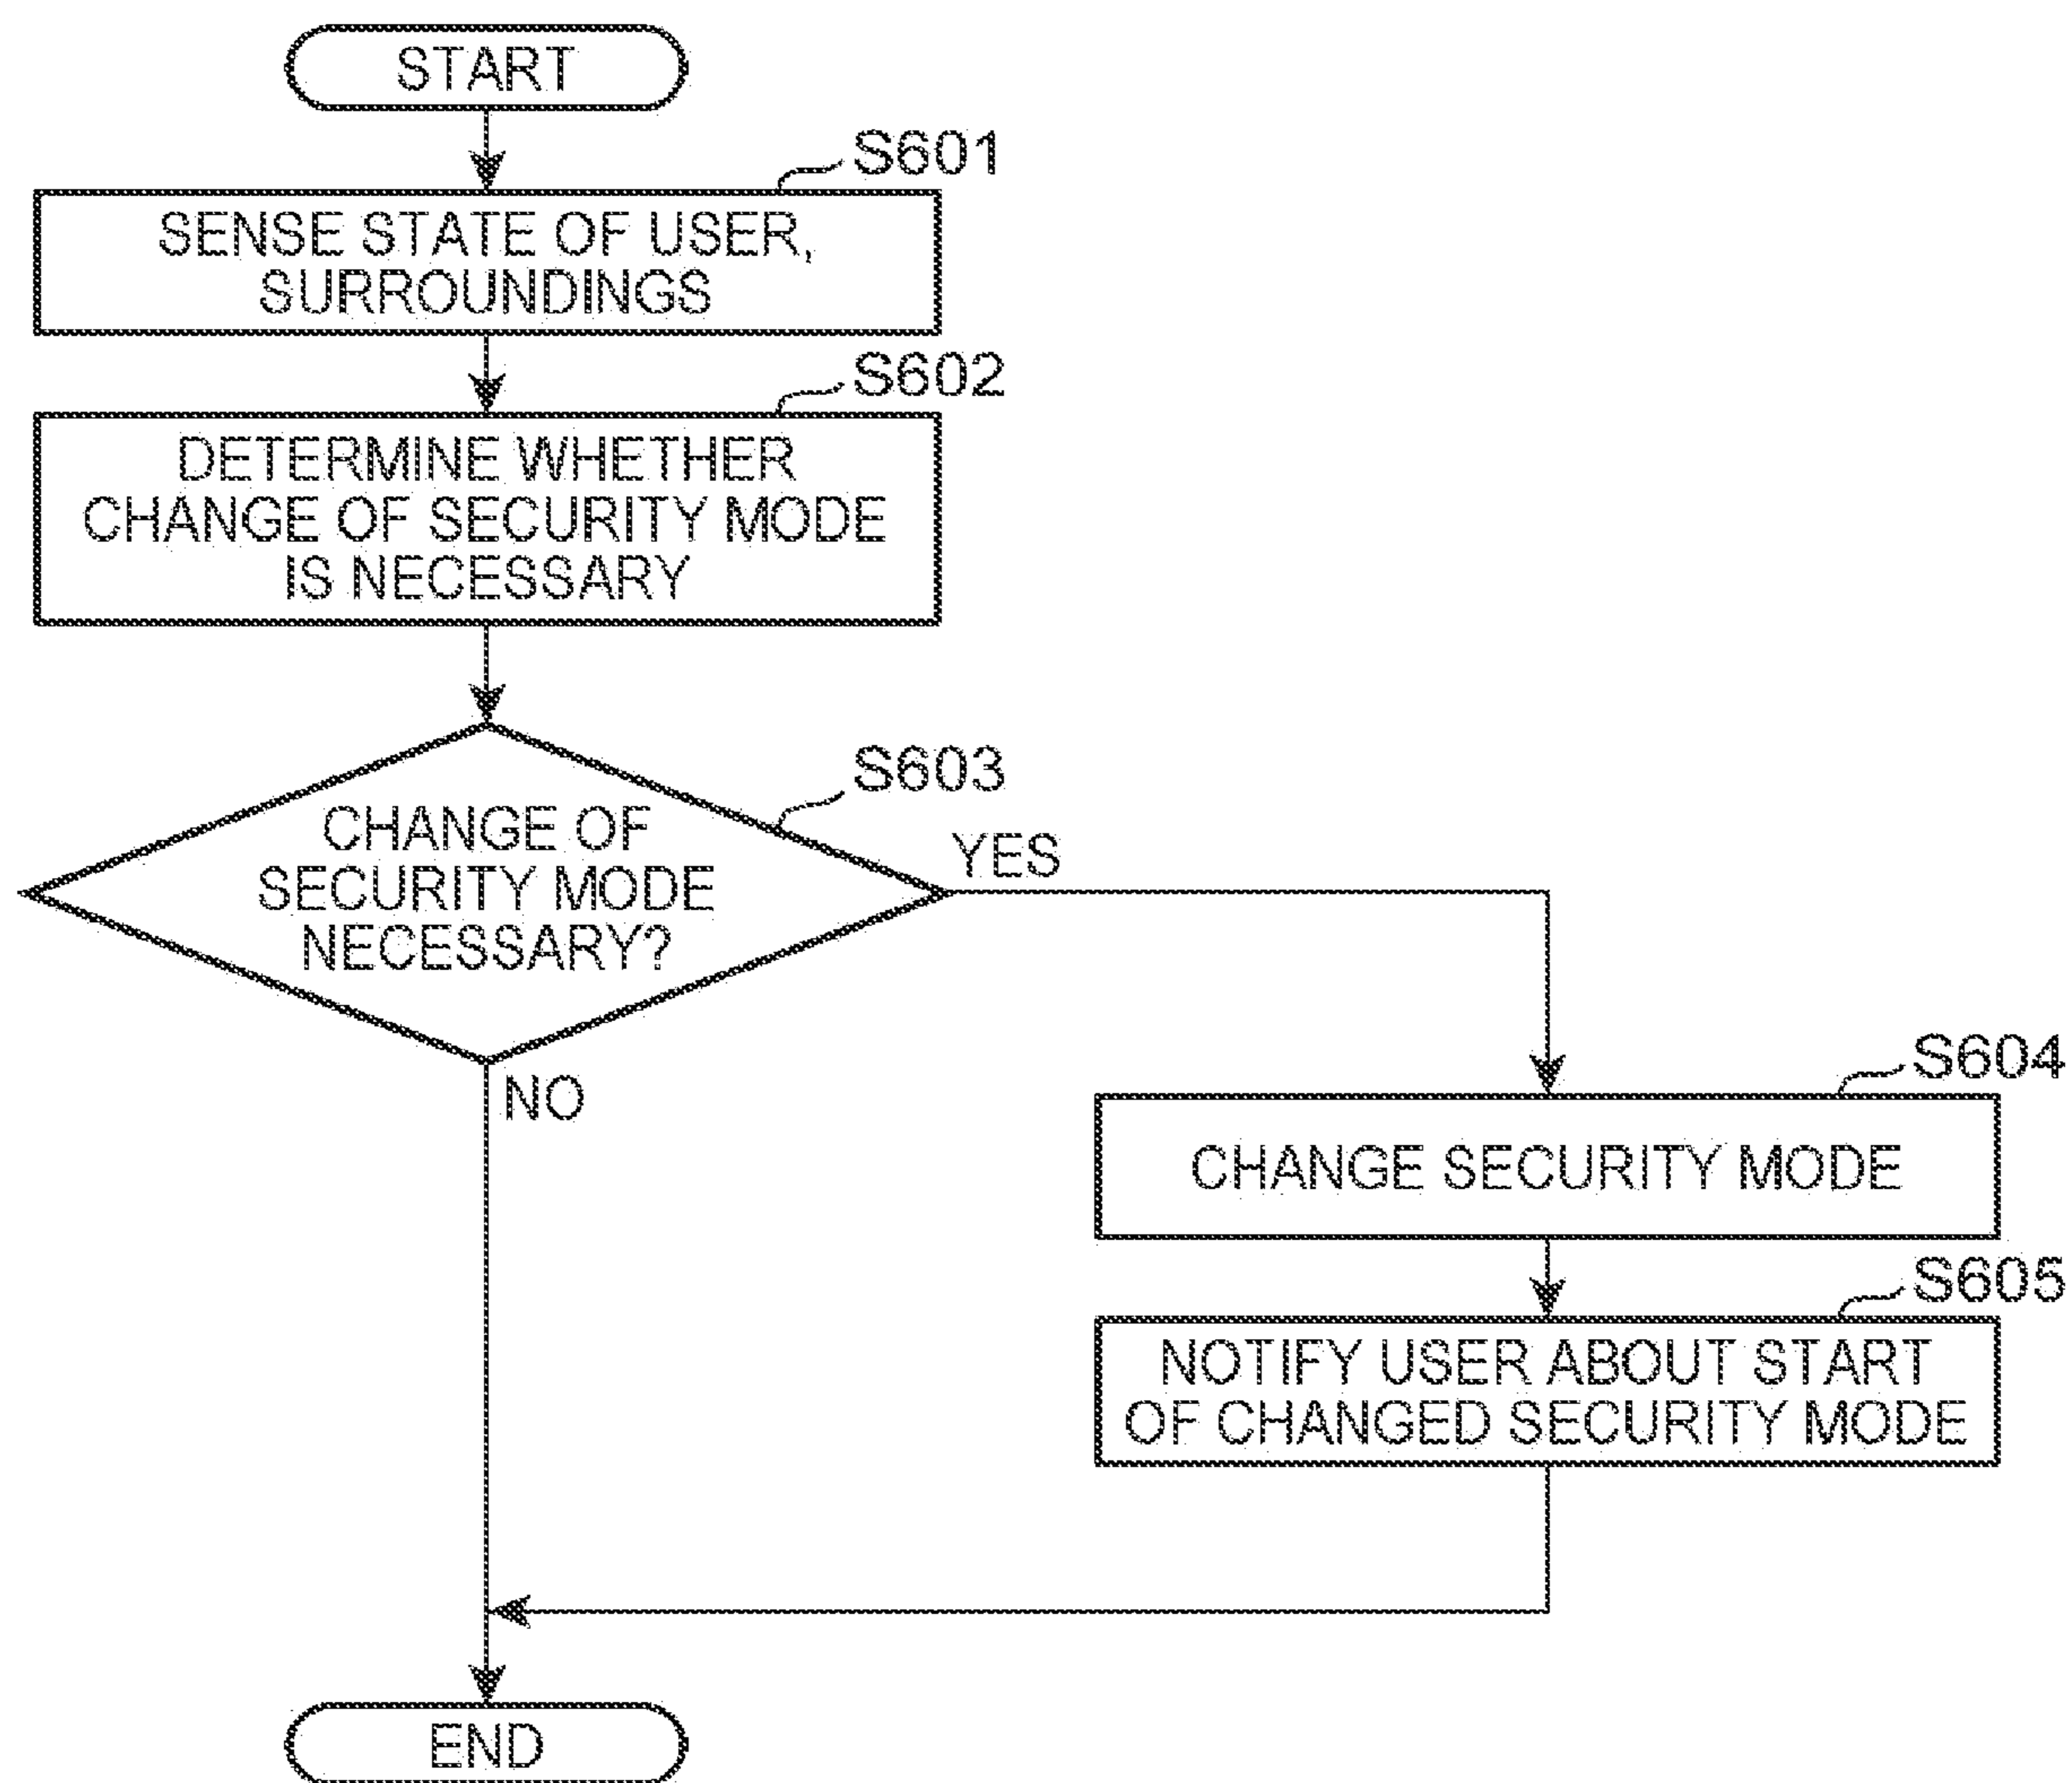 START
S601
SENSE STATE OF USER,
SURROUNDINGS
S602
DETERMINE WHETHER
CHANGE OF SECURITY MODE
IS NECESSARY
S603
CHANGE OF
SECURITY MODE
NECESSARY?
YES
NO
S604
CHANGE SECURITY MODE
S605
NOTIFY USER ABOUT START
OF CHANGED SECURITY MODE
END